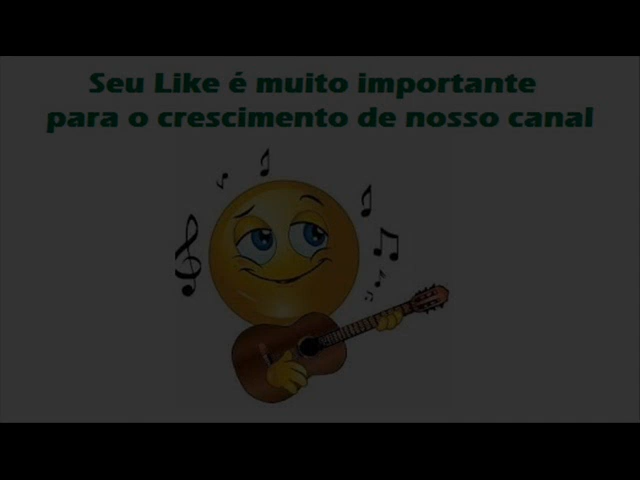 Seu Like é muito importante
para o crescimento de nosso canal